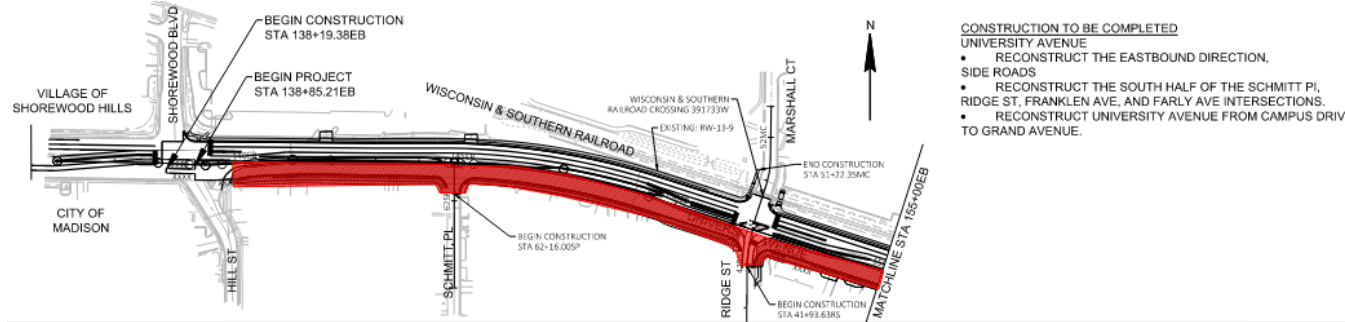 BEGIN CONSTRUCTION
STA 138+19.38EB
BEGIN PROJECT
STA 138+85.21EB
SHOREWOOD BLVD
VILLAGE OF
SHOREWOOD HILLS
CITY OF
MADISON
HILL ST
WISCONSIN & SOUTHERN RAILROAD
SCHMITT PL
BEGIN CONSTRUCTION
STA 62+16.00SP
WISCONSIN & SOUTHERN
RAILROAD CROSSING 391733W
EXISTING: RW-13-9
N
MARSHALL CT
52MC
END CONSTRUCTION
STA 51+22.35MC
RIDGE ST
BEGIN CONSTRUCTION
STA 41+93.63RS
MATCHLINE STA 155+00EB
CONSTRUCTION TO BE COMPLETED
UNIVERSITY AVENUE
• RECONSTRUCT THE EASTBOUND DIRECTION,
SIDE ROADS
• RECONSTRUCT THE SOUTH HALF OF THE SCHMITT PI,
RIDGE ST, FRANKLEN AVE, AND FARLY AVE INTERSECTIONS.
• RECONSTRUCT UNIVERSITY AVENUE FROM CAMPUS DRIV
TO GRAND AVENUE.